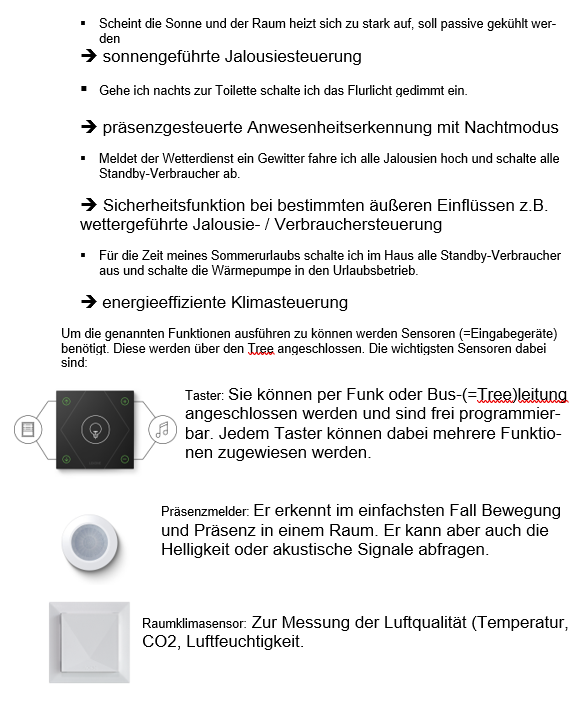 ▪ Scheint die Sonne und der Raum heizt sich zu stark auf, soll passive gekühlt wer-
den
➔ sonnengeführte Jalousiesteuerung
▪ Gehe ich nachts zur Toilette schalte ich das Flurlicht gedimmt ein.
➔ präsenzgesteuerte Anwesenheitserkennung mit Nachtmodus
▪ Meldet der Wetterdienst ein Gewitter fahre ich alle Jalousien hoch und schalte alle
Standby-Verbraucher ab.
➔ Sicherheitsfunktion bei bestimmten äußeren Einflüssen z.B.
wettergeführte Jalousie- / Verbrauchersteuerung
▪ Für die Zeit meines Sommerurlaubs schalte ich im Haus alle Standby-Verbraucher
aus und schalte die Wärmepumpe in den Urlaubsbetrieb.
➔ energieeffiziente Klimasteuerung
Um die genannten Funktionen ausführen zu können werden Sensoren (=Eingabegeräte)
benötigt. Diese werden über den Tree angeschlossen. Die wichtigsten Sensoren dabei
sind:
Taster: Sie können per Funk oder Bus-(=Tree)leitung
angeschlossen werden und sind frei programmier-
bar. Jedem Taster können dabei mehrere Funktio-
nen zugewiesen werden.
Präsenzmelder: Er erkennt im einfachsten Fall Bewegung
und Präsenz in einem Raum. Er kann aber auch die
Helligkeit oder akustische Signale abfragen.
Raumklimasensor: Zur Messung der Luftqualität (Temperatur,
CO2, Luftfeuchtigkeit.